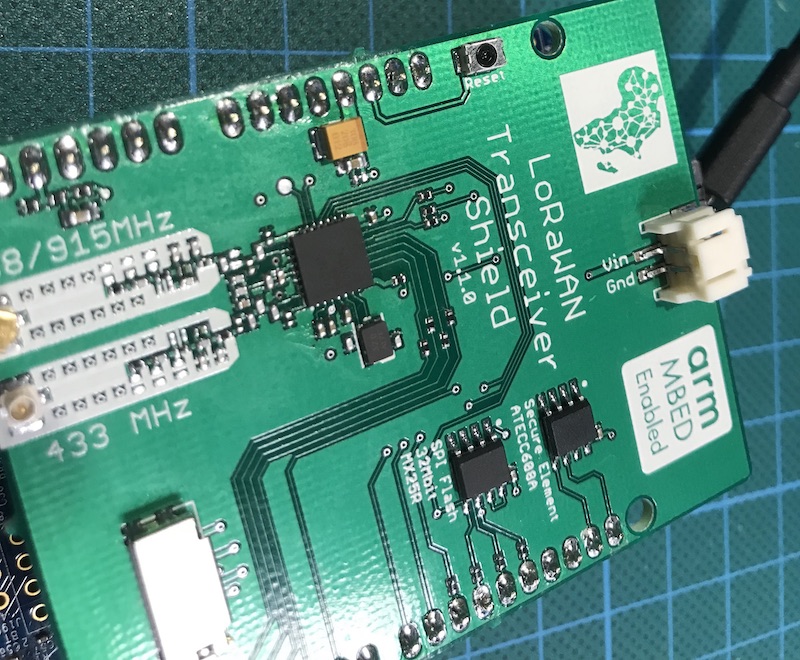 Reset
LoRaWAN
Transceiver
Shield
v1.1.0
Vin
Gnd
8/915MHz
433 MHz
arm
MBED
Enabled
Secure Element
ATECC608A
SPI Flash
32Mbit
MX25R